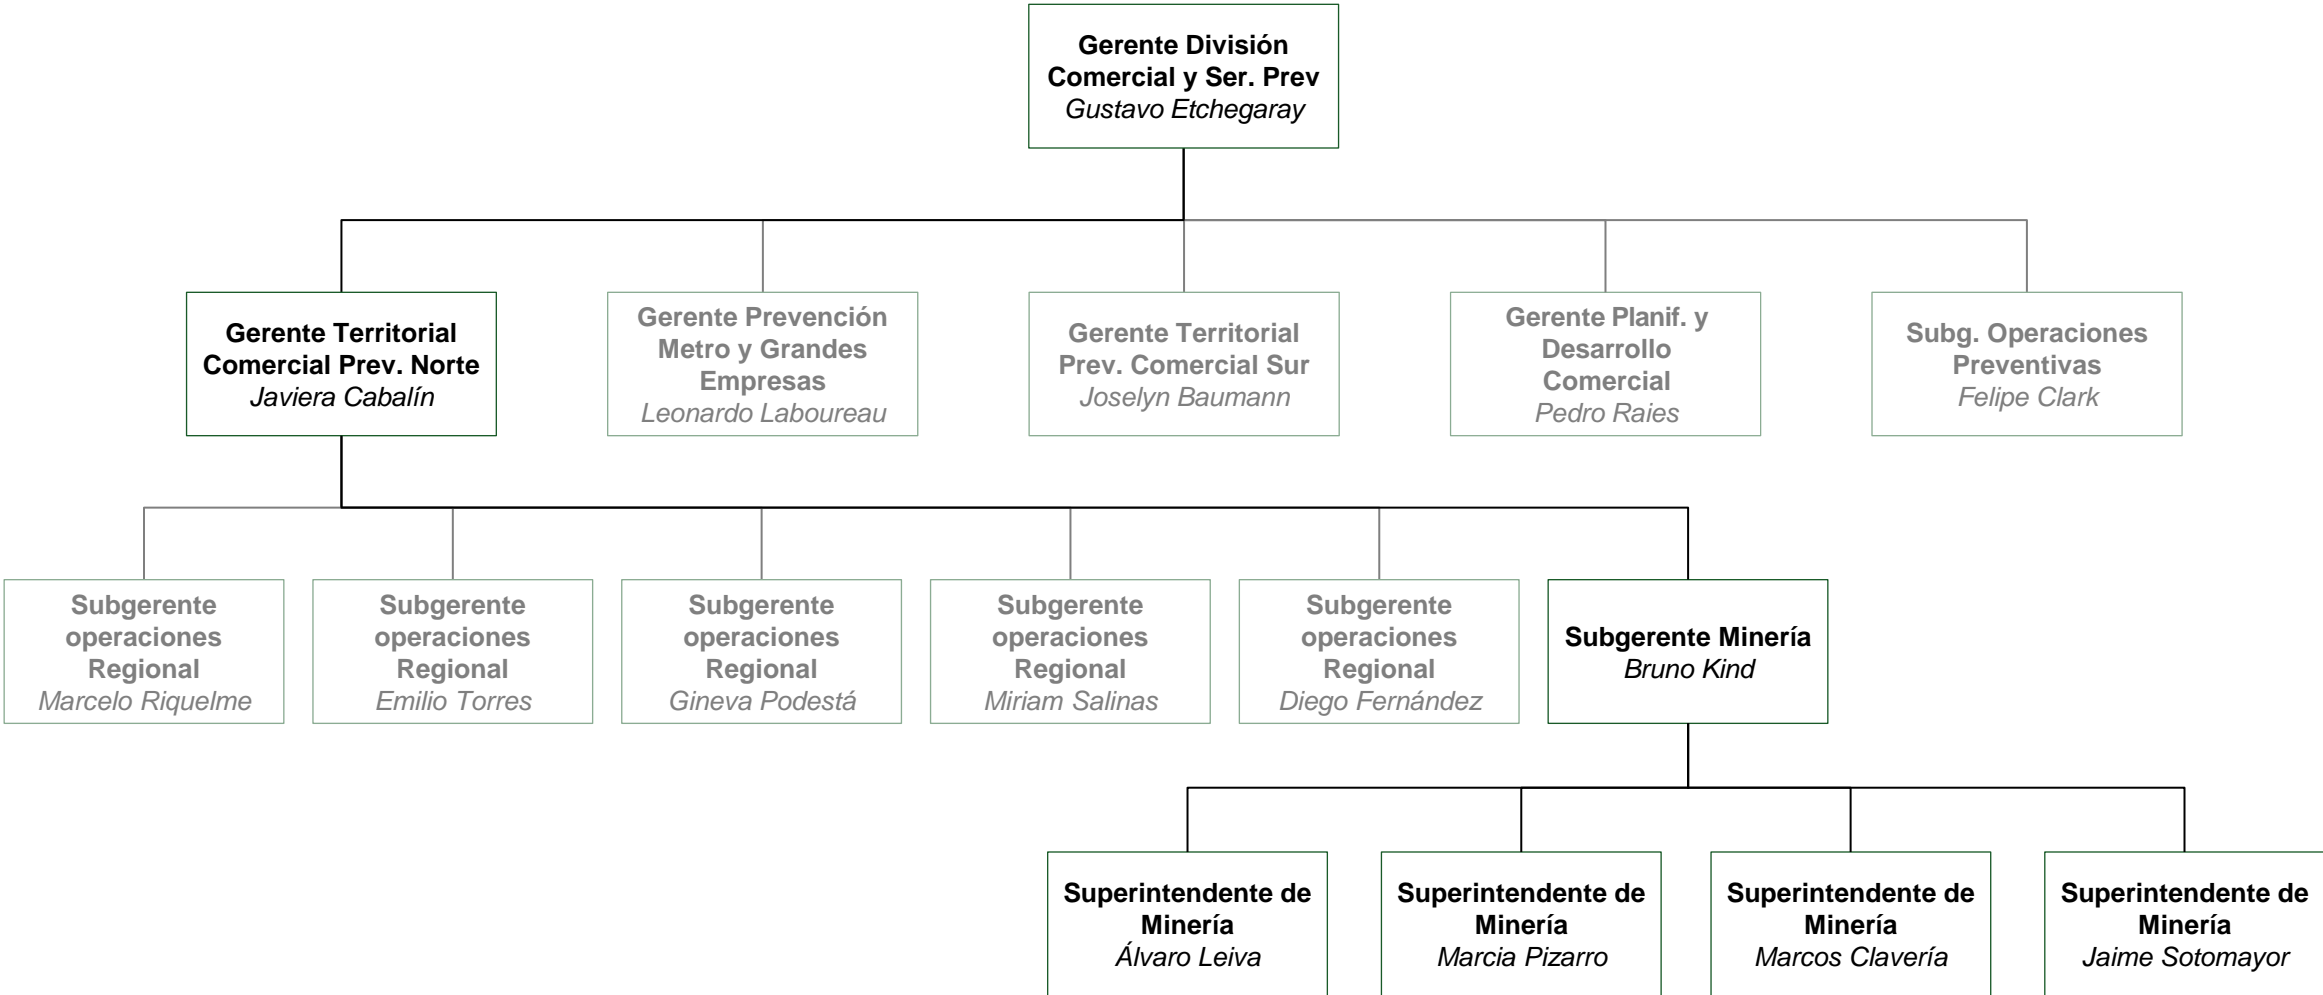 Gerente División
Comercial y Ser. Prev
Gustavo Etchegaray
Gerente Territorial
Comercial Prev. Norte
Javiera Cabalín
Gerente Prevención
Metro y Grandes
Empresas
Leonardo Laboureau
Gerente Territorial
Prev. Comercial Sur
Joselyn Baumann
Gerente Planif. y
Desarrollo
Comercial
Pedro Raies
Subg. Operaciones
Preventivas
Felipe Clark
Subgerente
operaciones
Regional
Marcelo Riquelme
Subgerente
operaciones
Regional
Emilio Torres
Subgerente
operaciones
Regional
Gineva Podestá
Subgerente
operaciones
Regional
Miriam Salinas
Subgerente
operaciones
Regional
Diego Fernández
Subgerente Minería
Bruno Kind
Superintendente de
Minería
Álvaro Leiva
Superintendente de
Minería
Marcia Pizarro
Superintendente de
Minería
Marcos Clavería
Superintendente de
Minería
Jaime Sotomayor